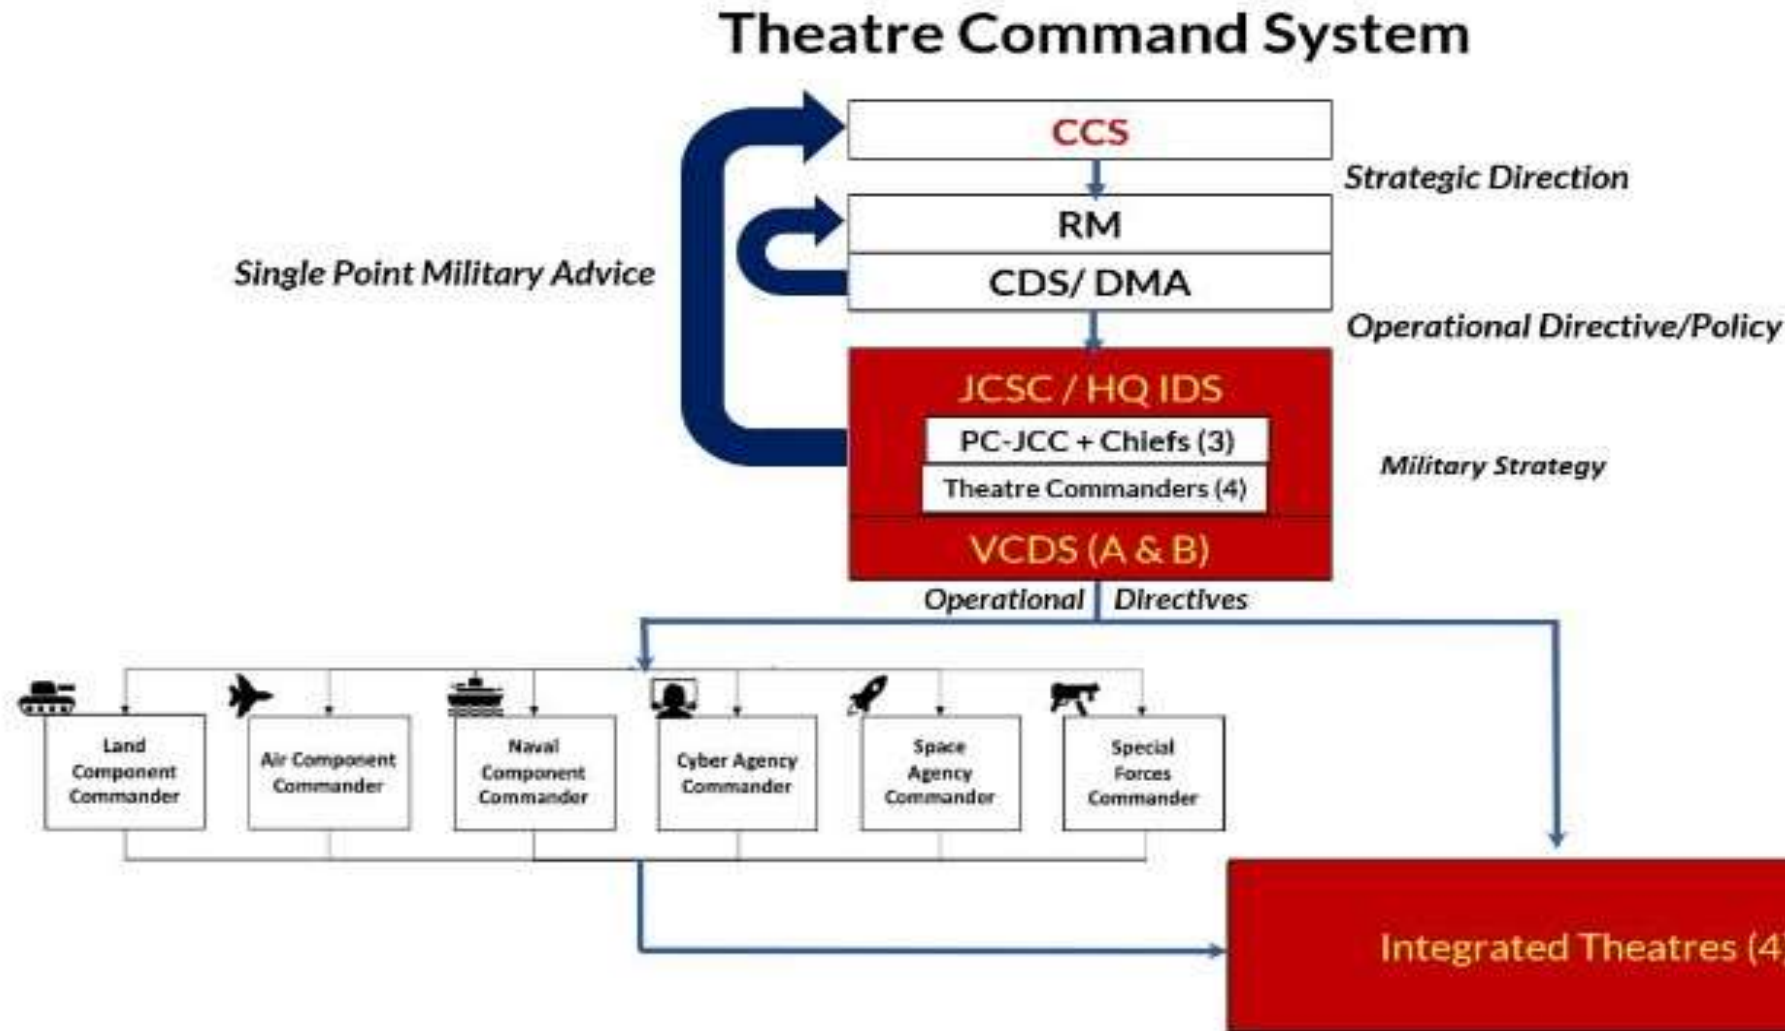 Theatre Command System
CCS
Strategic Direction
RM
Single Point Military Advice
CDS/ DMA
Operational Directive/Policy
JCSC / HQ IDS
PC-JCC + Chiefs (3)
Military Strategy
Theatre Commanders (4)
VCDS (A & B)
Operational Directives
Land
Component
Commander
Air Component
Commander
Naval
Component
Commander
Cyber Agency
Commander
Space
Agency
Commander
Special
Forces
Commander
Integrated Theatres (4)